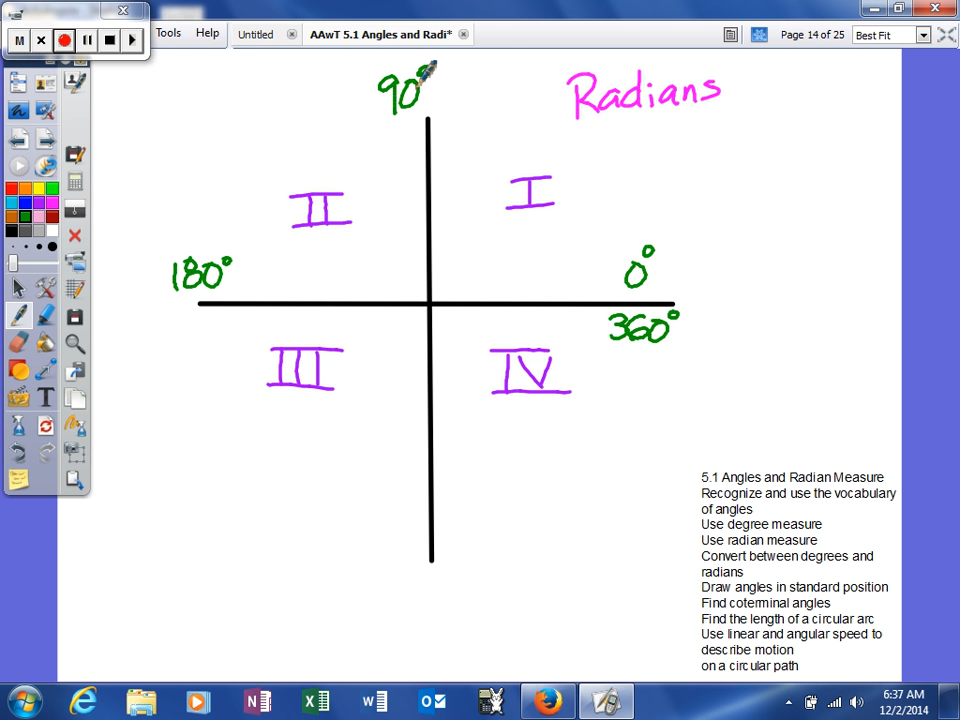 M
Tools Help Untitled AAwT 5.1 Angles and Radi* Page 14 of 25 Best Fit
90°
Radians
II
I
180°
0°
360°
III
IV
T
5.1 Angles and Radian Measure
Recognize and use the vocabulary
of angles
Use degree measure
Use radian measure
Convert between degrees and
radians
Draw angles in standard position
Find coterminal angles
Find the length of a circular arc
Use linear and angular speed to
describe motion
on a circular path
6:37 AM
12/2/2014